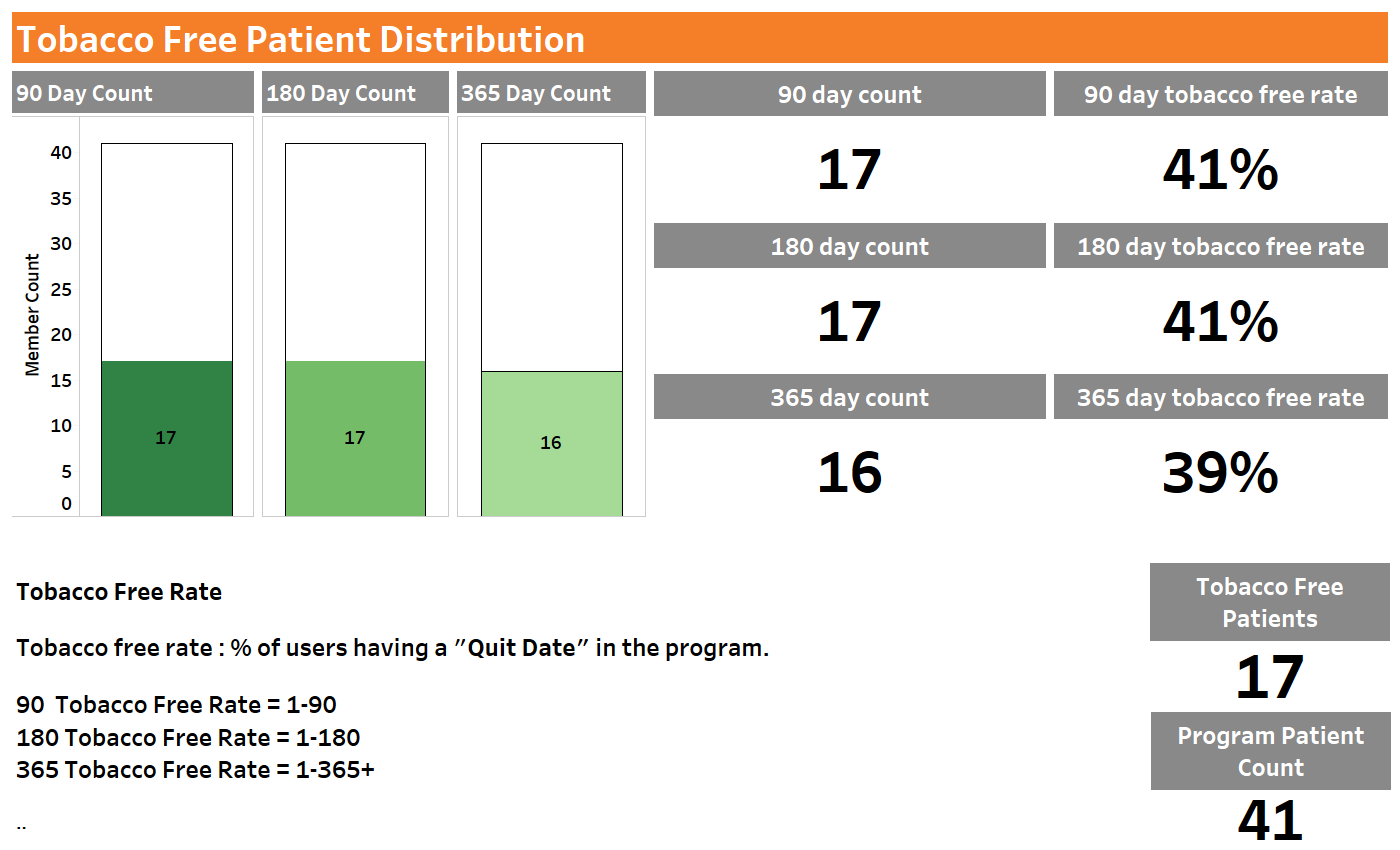 Tobacco Free Patient Distribution
90 Day Count
180 Day Count
365 Day Count
90 day count
90 day tobacco free rate
Member Count
40
35
30
25
20
15
10
5
0
17
17
16
17
41%
180 day count
180 day tobacco free rate
17
41%
365 day count
365 day tobacco free rate
16
39%
Tobacco Free Rate
Tobacco free rate : % of users having a "Quit Date" in the program.
90  Tobacco Free Rate = 1-90
180 Tobacco Free Rate = 1-180
365 Tobacco Free Rate = 1-365+
..
Tobacco Free
Patients
17
Program Patient
Count
41